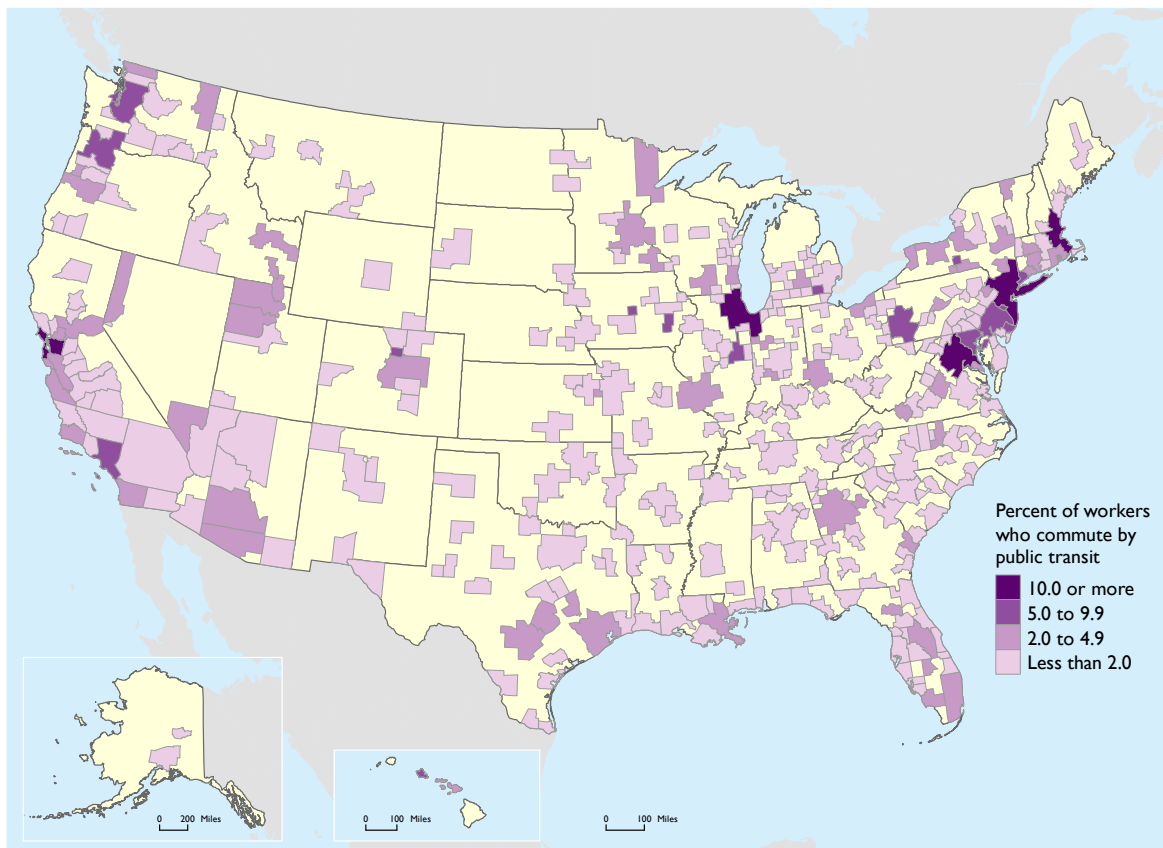 Percent of workers
who commute by
public transit
10.0 or more
5.0 to 9.9
2.0 to 4.9
Less than 2.0
0 200 Miles
0 100 Miles
0 100 Miles